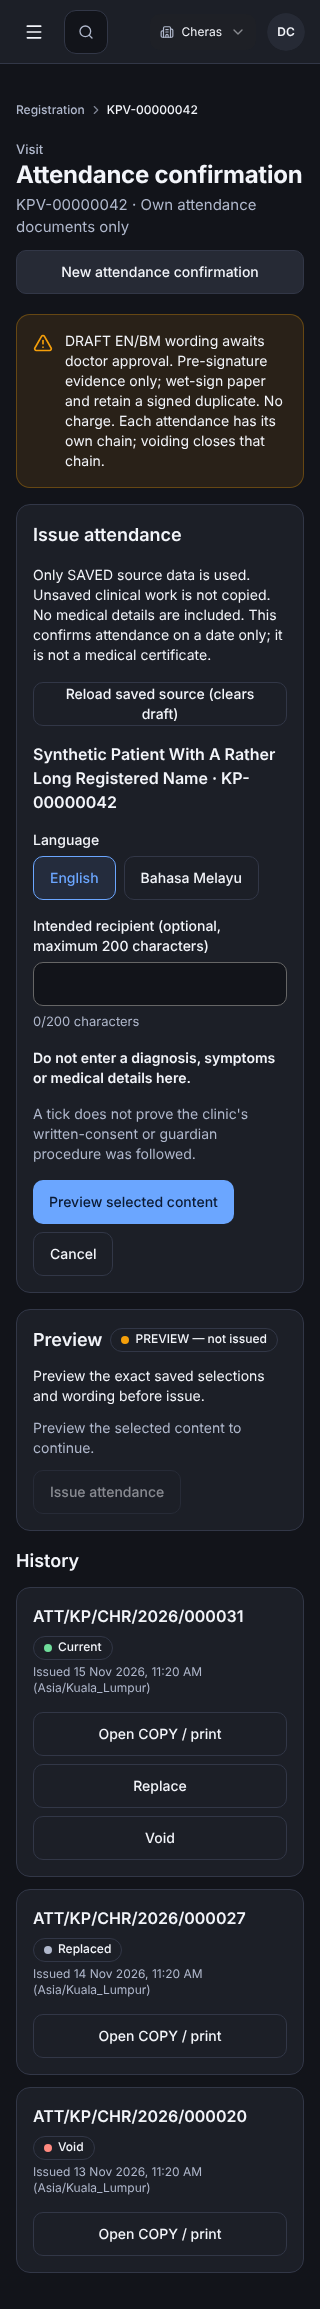 Cheras
DC
Registration
KPV-00000042
Visit
Attendance confirmation
KPV-00000042 · Own attendance
documents only
New attendance confirmation
DRAFT EN/BM wording awaits
doctor approval. Pre-signature
evidence only; wet-sign paper
and retain a signed duplicate. No
charge. Each attendance has its
own chain; voiding closes that
chain.
Issue attendance
Only SAVED source data is used.
Unsaved clinical work is not copied.
No medical details are included. This
confirms attendance on a date only; it
is not a medical certificate.
Reload saved source (clears
draft)
Synthetic Patient With A Rather
Long Registered Name · KP-
00000042
Language
English
Bahasa Melayu
Intended recipient (optional,
maximum 200 characters)
0/200 characters
Do not enter a diagnosis, symptoms
or medical details here.
A tick does not prove the clinic's
written-consent or guardian
procedure was followed.
Preview selected content
Cancel
Preview
PREVIEW — not issued
Preview the exact saved selections
and wording before issue.
Preview the selected content to
continue.
Issue attendance
History
ATT/KP/CHR/2026/000031
Current
Issued 15 Nov 2026, 11:20 AM
(Asia/Kuala_Lumpur)
Open COPY / print
Replace
Void
ATT/KP/CHR/2026/000027
Replaced
Issued 14 Nov 2026, 11:20 AM
(Asia/Kuala_Lumpur)
Open COPY / print
ATT/KP/CHR/2026/000020
Void
Issued 13 Nov 2026, 11:20 AM
(Asia/Kuala_Lumpur)
Open COPY / print